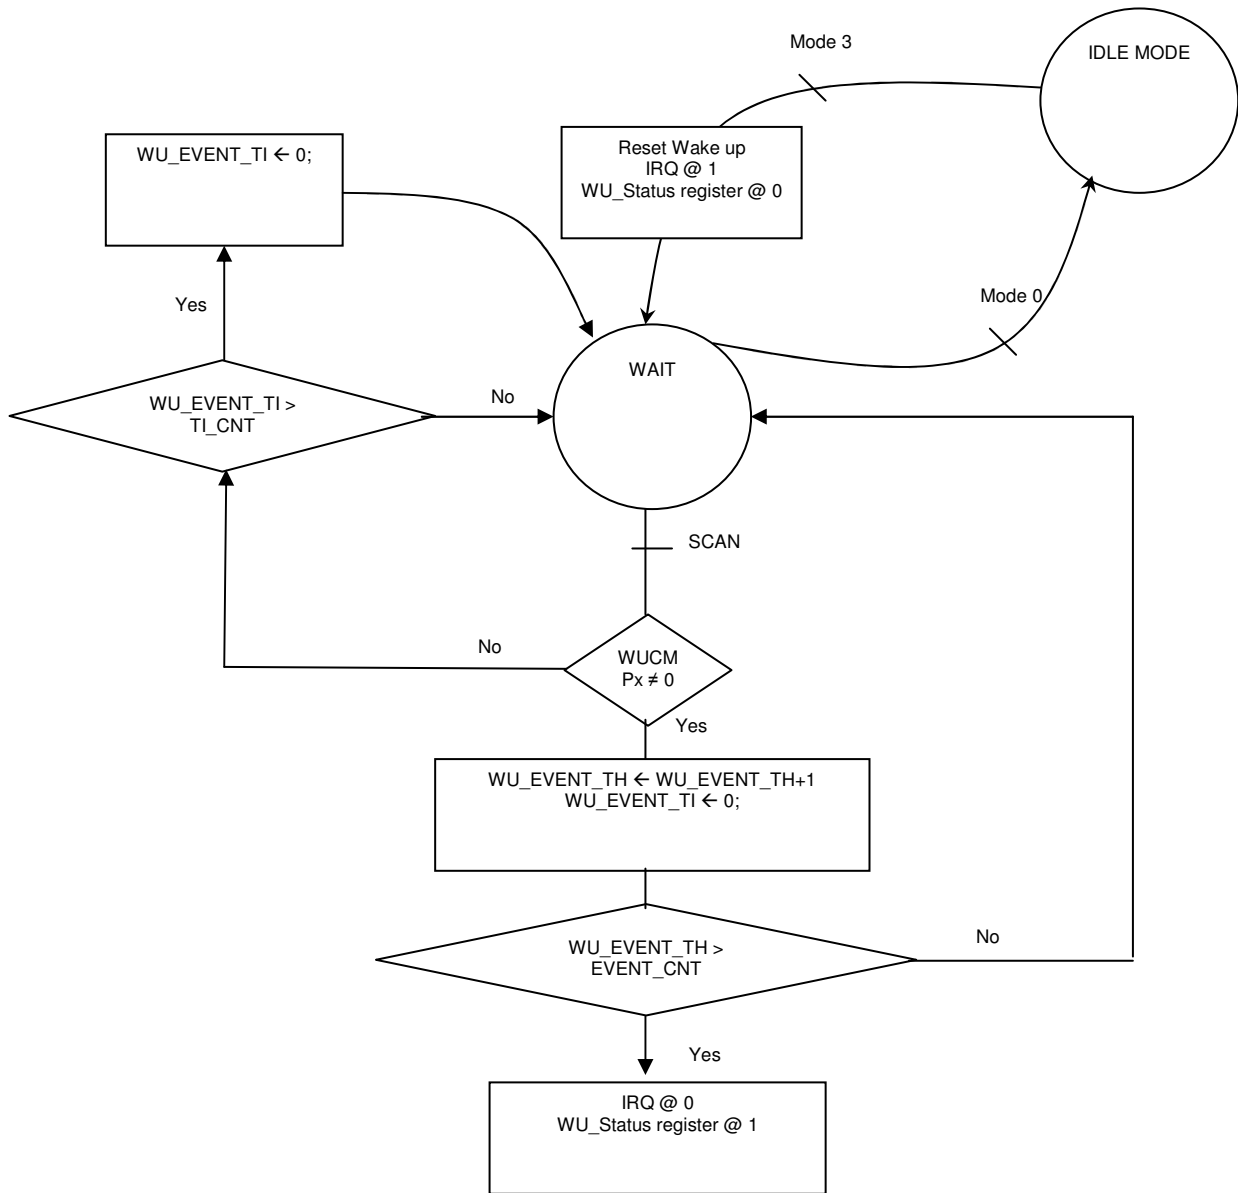 Mode 3
IDLE MODE
WU_EVENT_TI ← 0;
Reset Wake up
IRQ @ 1
WU_Status register @ 0
Yes
Mode 0
WAIT
WU_EVENT_TI >
TI_CNT
No
SCAN
No
WUCM
Px ≠ 0
Yes
WU_EVENT_TH ← WU_EVENT_TH+1
WU_EVENT_TI ← 0;
WU_EVENT_TH >
EVENT_CNT
No
Yes
IRQ @ 0
WU_Status register @ 1